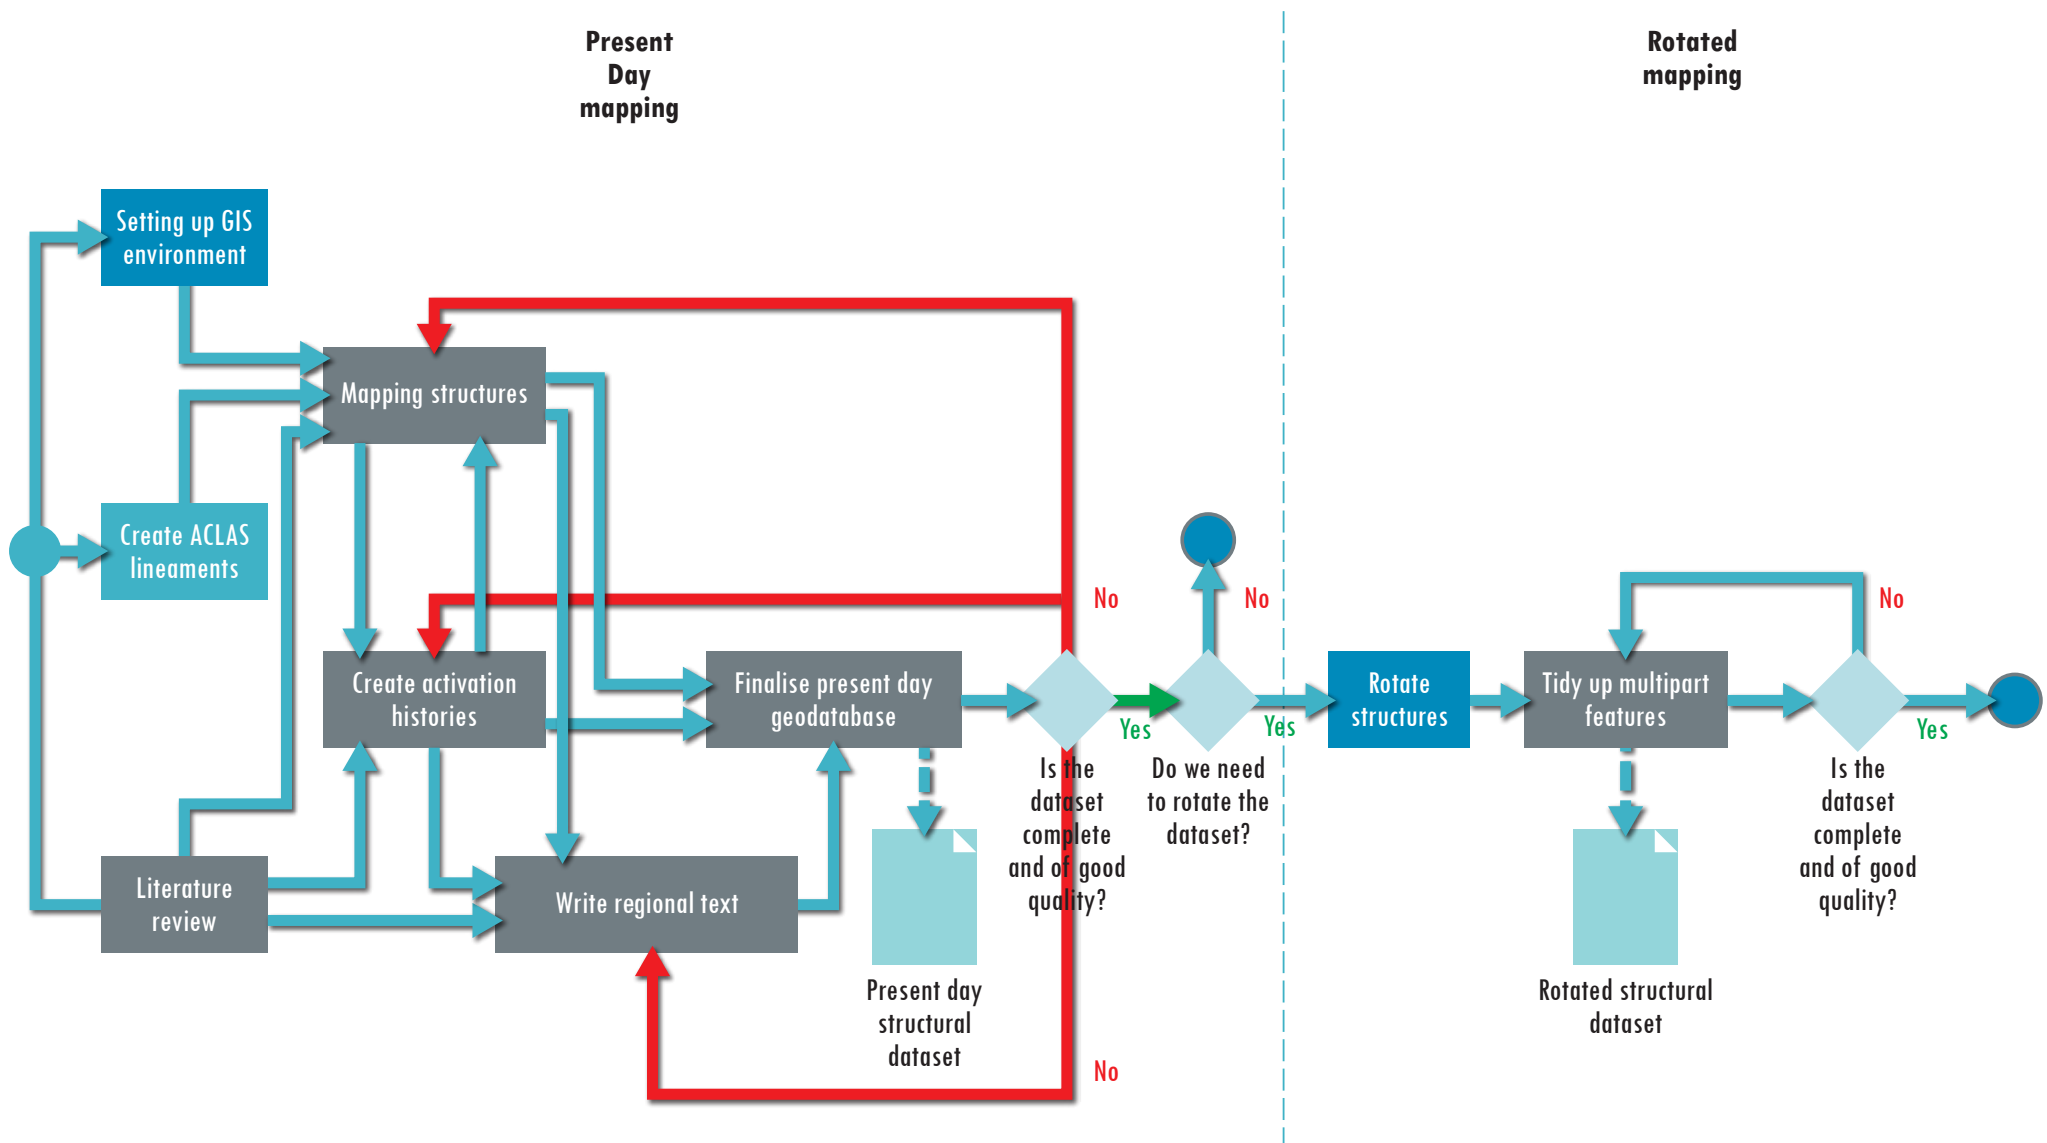 Present
Day
mapping
Rotated
mapping
Setting up GIS
environment
Mapping structures
Create ACLAS
lineaments
No
No
No
Create activation
histories
Finalise present day
geodatabase
Yes
Yes
Rotate
structures
Tidy up multipart
features
Yes
Is the
dataset
complete
and of good
quality?
Do we need
to rotate the
dataset?
Is the
dataset
complete
and of good
quality?
Literature
review
Write regional text
Present day
structural
dataset
Rotated structural
dataset
No